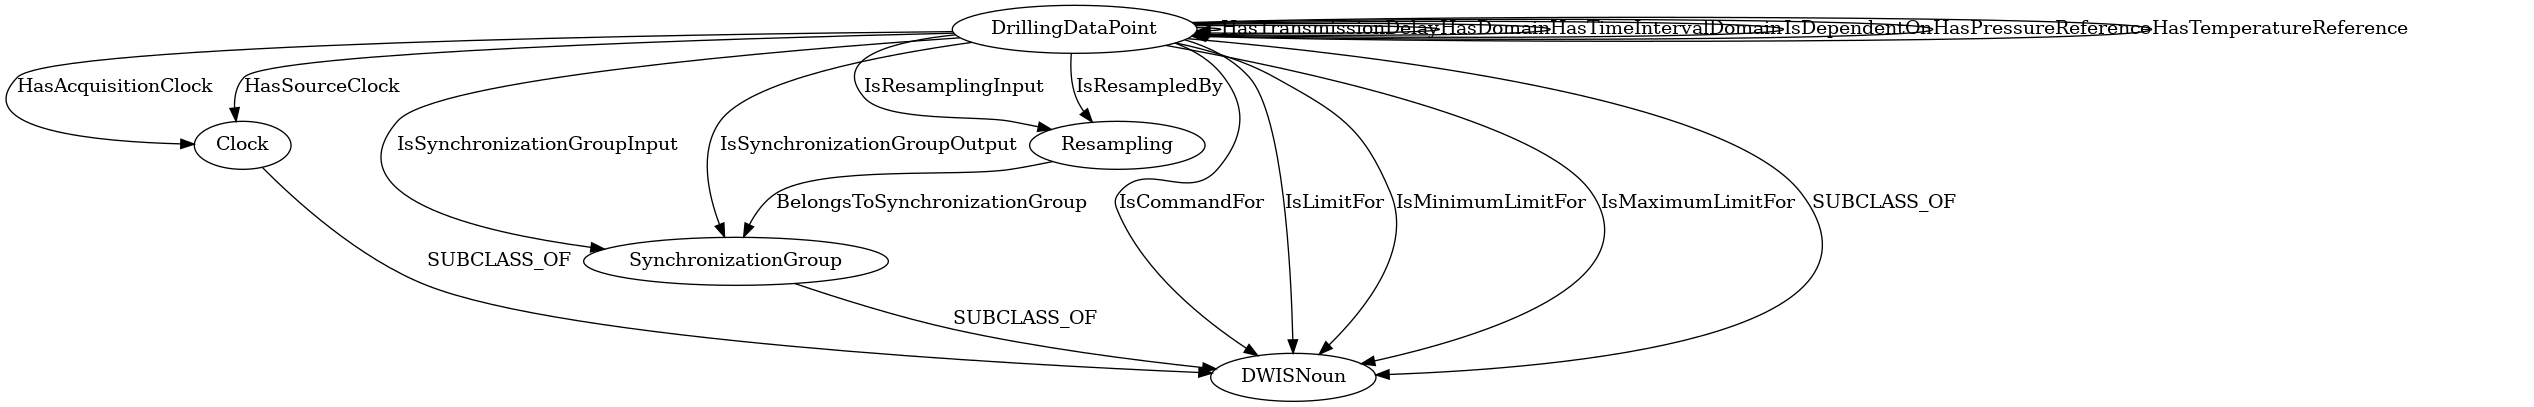 DrillingDataPoint
HasTransmissionDelay
HasDomain
HasTimeIntervalDomain
IsDependentOn
HasPressureReference
HasTemperatureReference
HasAcquisitionClock
HasSourceClock
IsResamplingInput
IsResampledBy
Clock
IsSynchronizationGroupInput
IsSynchronizationGroupOutput
Resampling
BelongsToSynchronizationGroup
IsCommandFor
IsLimitFor
IsMinimumLimitFor
IsMaximumLimitFor
SUBCLASS_OF
SUBCLASS_OF
SynchronizationGroup
SUBCLASS_OF
DWISNoun